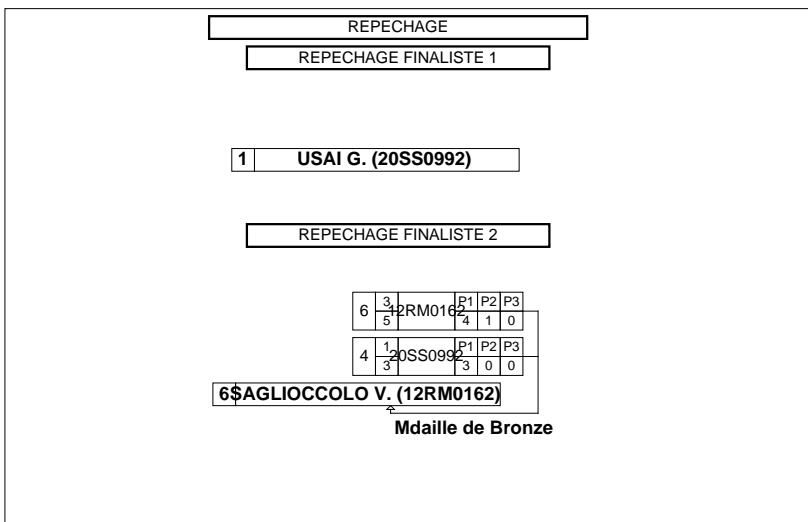 REPECHAGE
REPECHAGE FINALISTE 1
1 USAI G. (20SS0992)
REPECHAGE FINALISTE 2
6 3 12RM0162 P1 P2 P3
5 4 1 0
4 1 20SS0992 P1 P2 P3
3 3 0 0
6 SAGLIOCCOLO V. (12RM0162)
Mdaille de Bronze